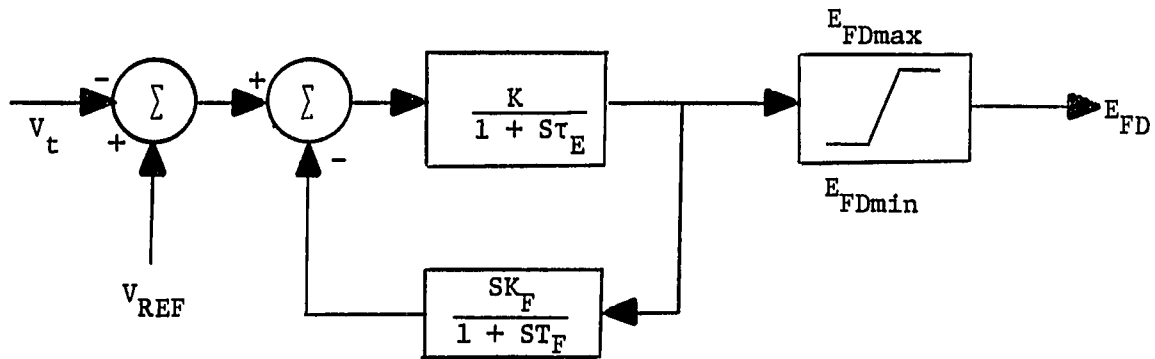 E_FDmax
- + Σ + - Σ
K
1 + Sτ_E
V_t
E_FD
E_FDmin
V_REF
SK_F
1 + ST_F